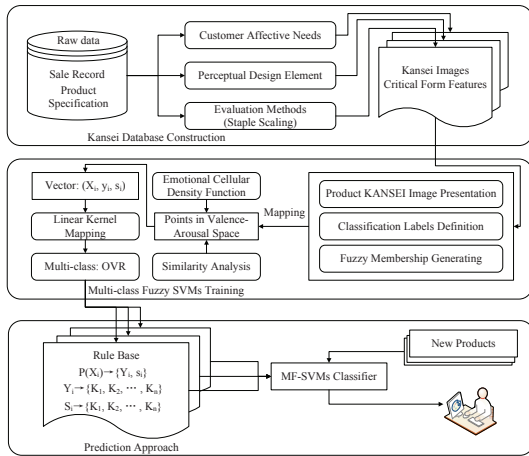 Raw data
Sale Record
Product
Specification
Customer Affective Needs
Perceptual Design Element
Evaluation Methods
(Staple Scaling)
Kansei Images
Critical Form Features
Kansei Database Construction
Vector: (Xi, yi, si)
Linear Kernel
Mapping
Multi-class: OVR
Emotional Cellular
Density Function
Points in Valence-
Arousal Space
Similarity Analysis
Mapping
Product KANSEI Image Presentation
Classification Labels Definition
Fuzzy Membership Generating
Multi-class Fuzzy SVMs Training
Rule Base
P(Xi)→{Yi, si}
Yi→{K1, K2, ⋯ , Kn}
Si→{K1, K2, ⋯ , Kn}
MF-SVMs Classifier
New Products
Prediction Approach